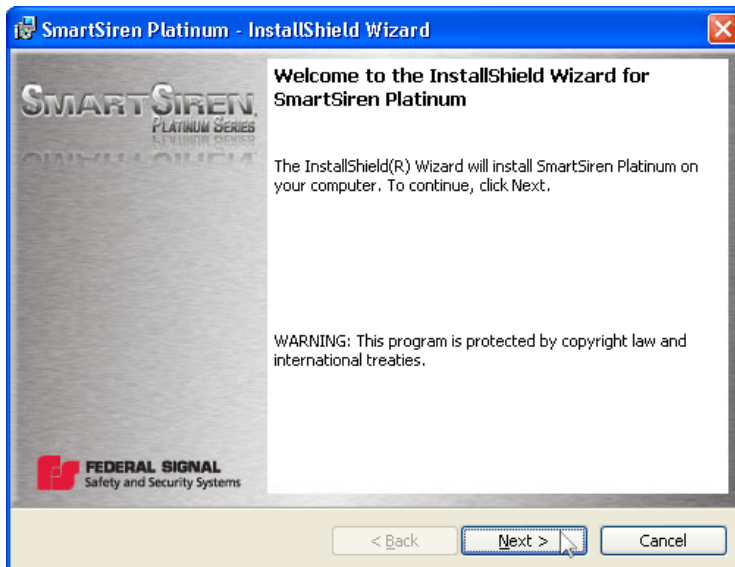 SmartSiren Platinum - InstallShield Wizard
SMARTSIREN
PLATINUM SERIES
Welcome to the InstallShield Wizard for
SmartSiren Platinum
The InstallShield(R) Wizard will install SmartSiren Platinum on
your computer. To continue, click Next.
WARNING: This program is protected by copyright law and
international treaties.
FEDERAL SIGNAL
Safety and Security Systems
< Back
Next >
Cancel